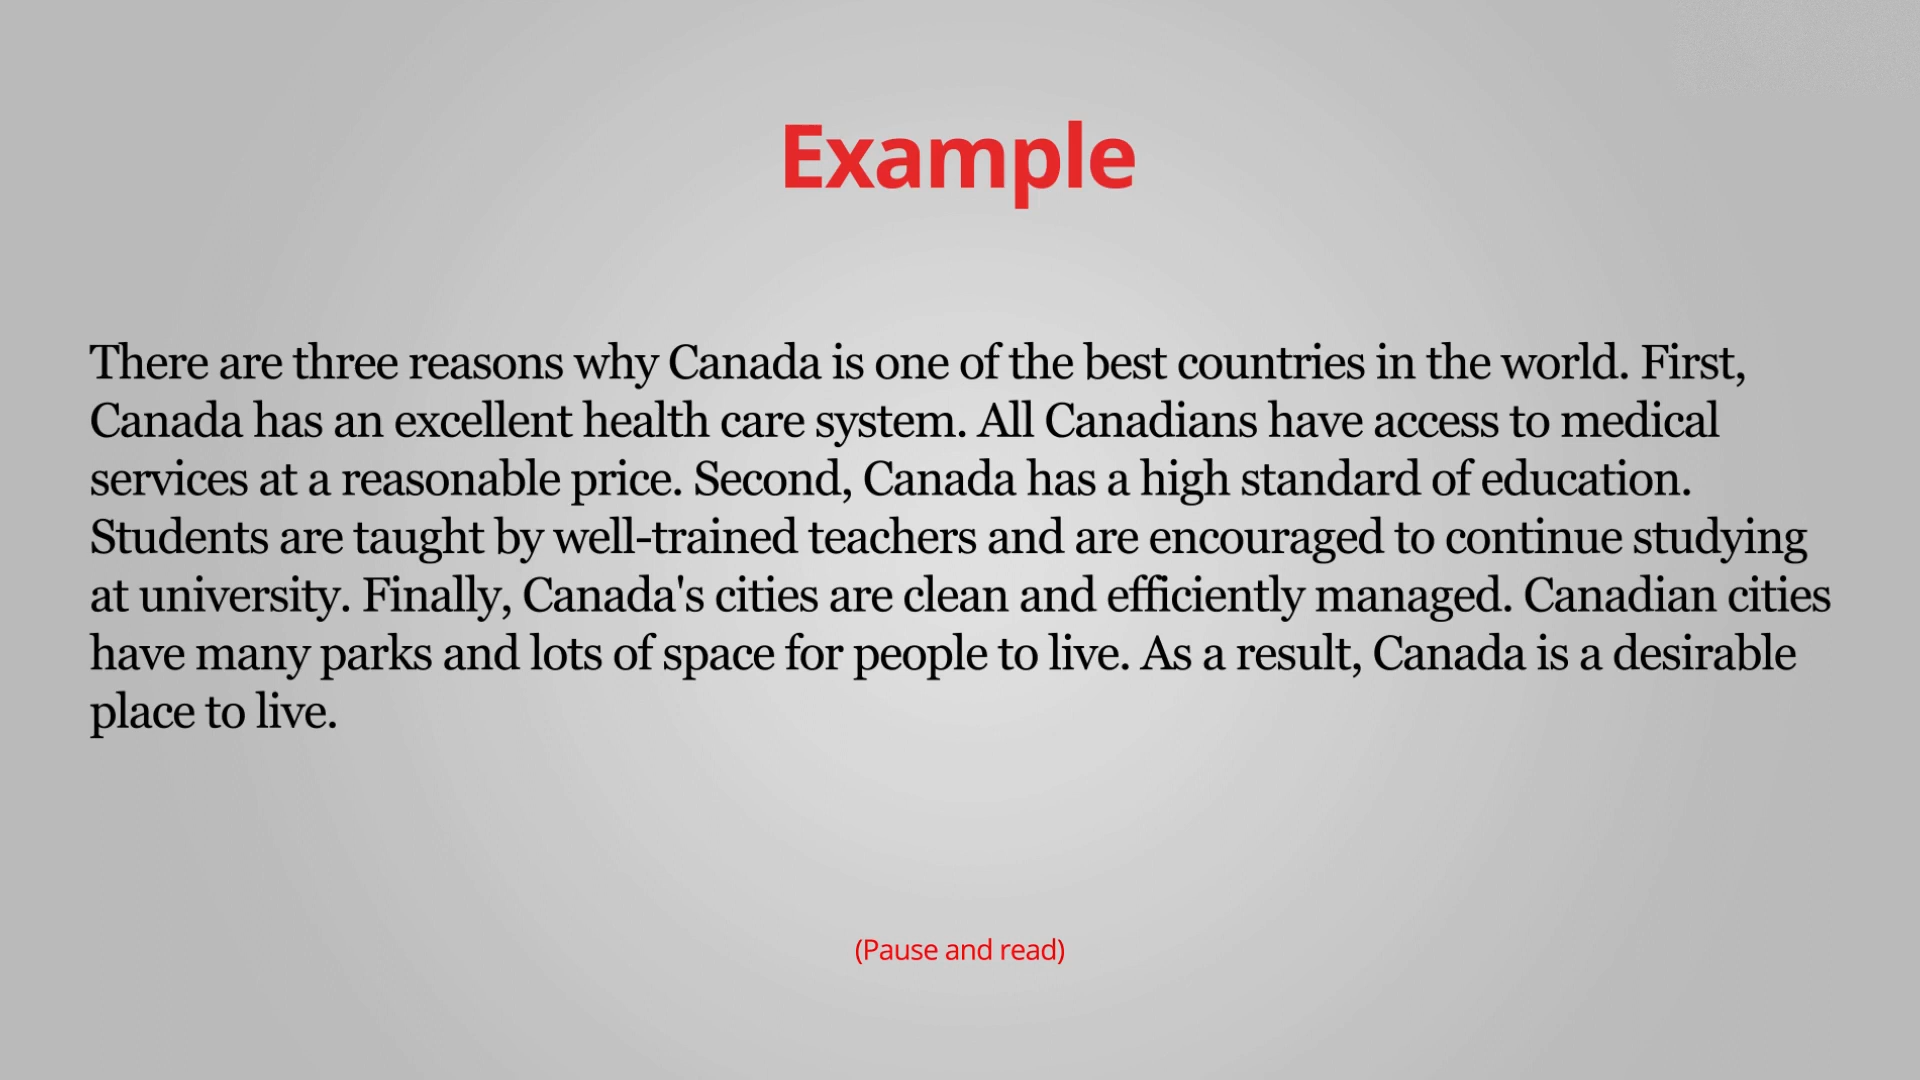 Example
There are three reasons why Canada is one of the best countries in the world. First,
Canada has an excellent health care system. All Canadians have access to medical
services at a reasonable price. Second, Canada has a high standard of education.
Students are taught by well-trained teachers and are encouraged to continue studying
at university. Finally, Canada's cities are clean and efficiently managed. Canadian cities
have many parks and lots of space for people to live. As a result, Canada is a desirable
place to live.
(Pause and read)